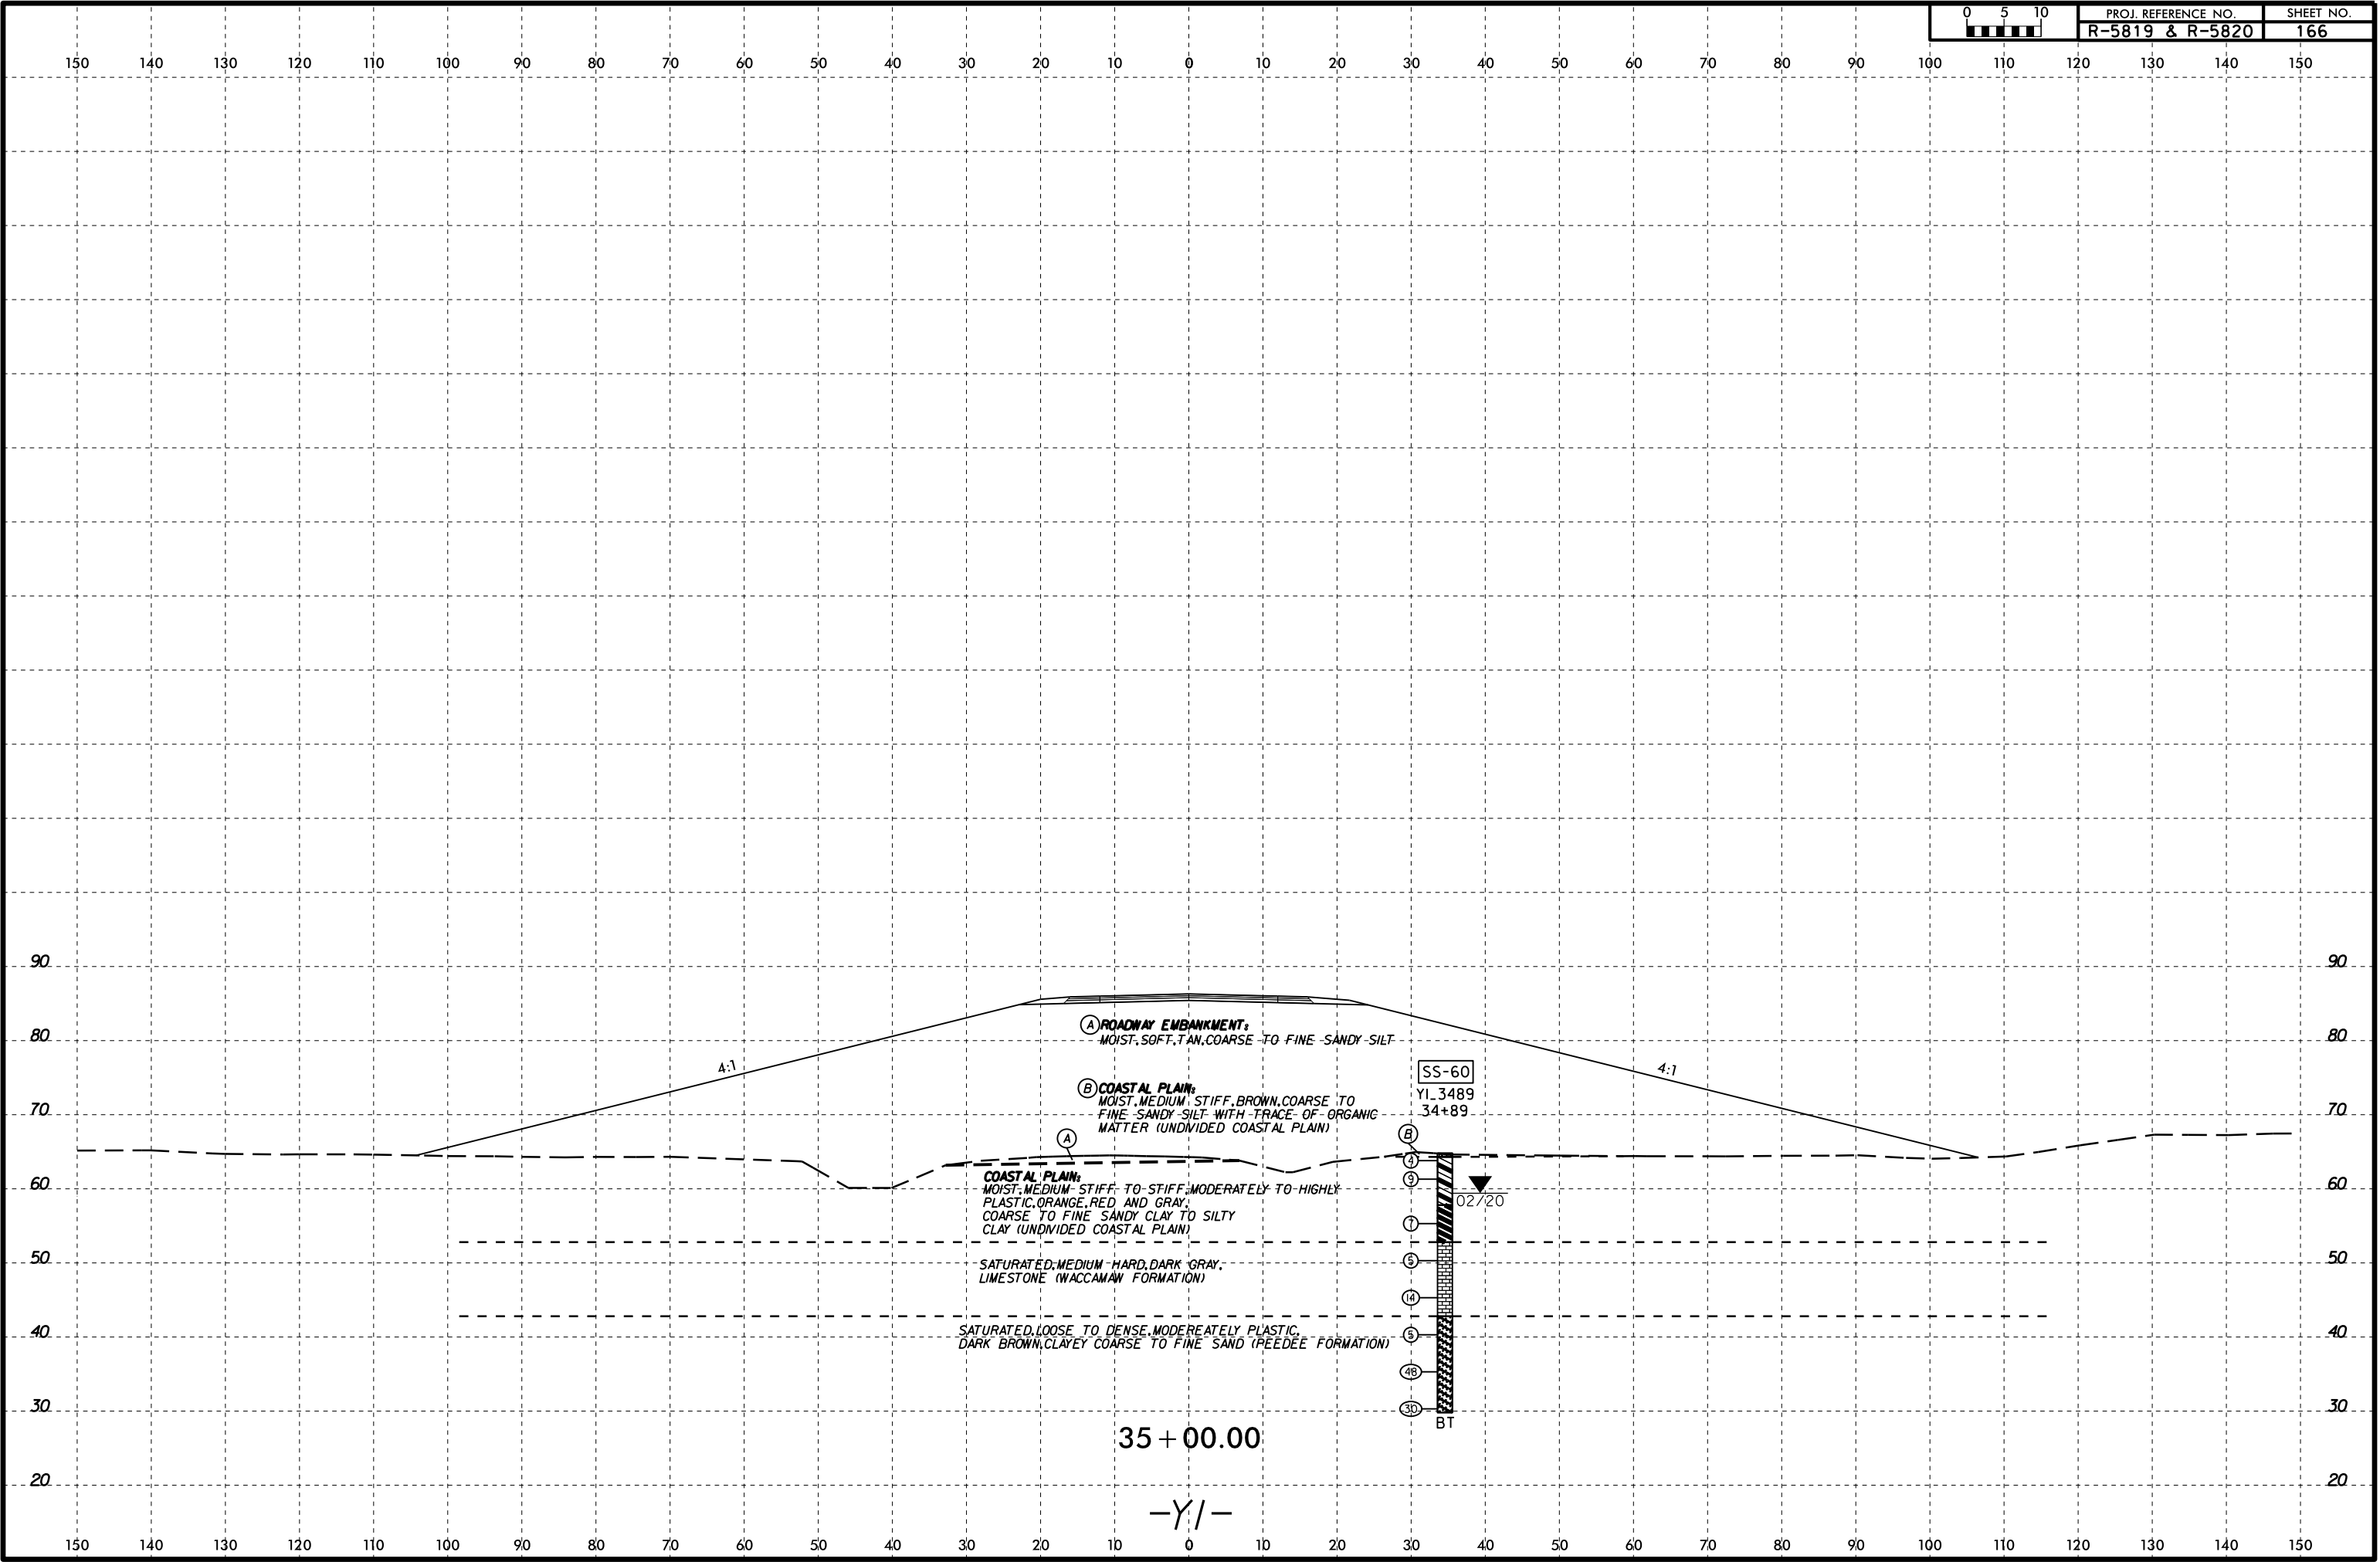 0 5 10
PROJ. REFERENCE NO.
SHEET NO.
R-5819 & R-5820
166
150 140 130 120 110 100 90 80 70 60 50 40 30 20 10 0 10 20 30 40 50 60 70 80 90 100 110 120 130 140 150
90 90
A ROADWAY EMBANKMENT:
MOIST,SOFT,TAN,COARSE TO FINE SANDY SILT
80 80
4:1 4:1
SS-60
B COASTAL PLAIN:
Y1_3489
MOIST,MEDIUM STIFF,BROWN,COARSE TO
34+89
FINE SANDY SILT WITH TRACE OF ORGANIC
70 70
MATTER (UNDIVIDED COASTAL PLAIN)
A B
4
COASTAL PLAIN:
9
MOIST,MEDIUM STIFF TO STIFF,MODERATELY TO HIGHLY
60 60
PLASTIC,ORANGE,RED AND GRAY,
02/20
COARSE TO FINE SANDY CLAY TO SILTY
7
CLAY (UNDIVIDED COASTAL PLAIN)
50 50
5
SATURATED,MEDIUM HARD,DARK GRAY,
LIMESTONE (WACCAMAW FORMATION)
14
40 40
SATURATED,LOOSE TO DENSE,MODEREATELY PLASTIC,
5
DARK BROWN,CLAYEY COARSE TO FINE SAND (PEEDEE FORMATION)
48
30 30
30
BT
35+00.00
20 20
-Y1-
150 140 130 120 110 100 90 80 70 60 50 40 30 20 10 0 10 20 30 40 50 60 70 80 90 100 110 120 130 140 150